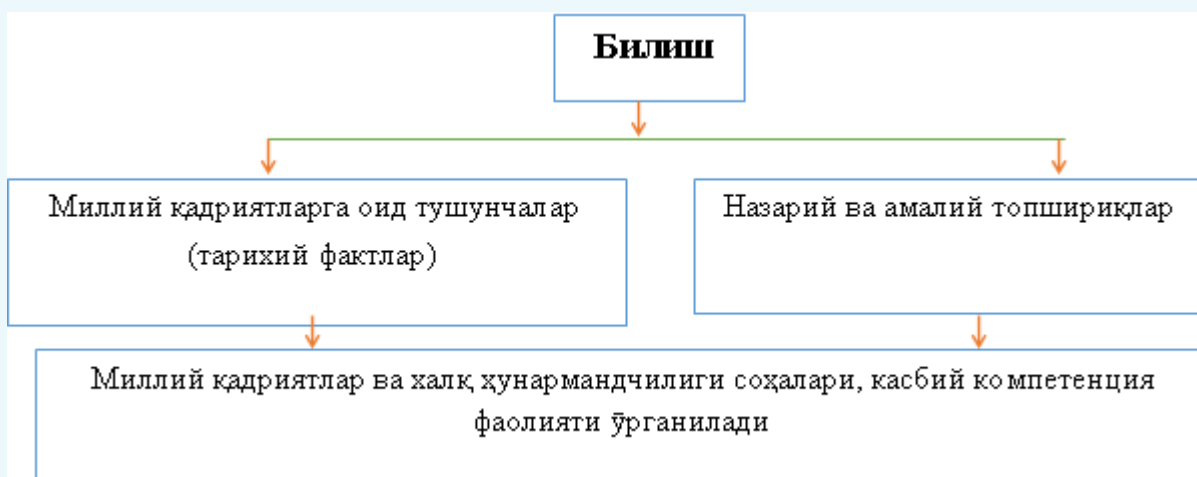 Билиш
Миллий қадриятларга оид тушунчалар
(тарихий фактлар)
Назарий ва амалий топшириқлар
Миллий қадриятлар ва халқ ҳунармандчилиги соҳалари, касбий компетенция
фаолияти ўрганилади